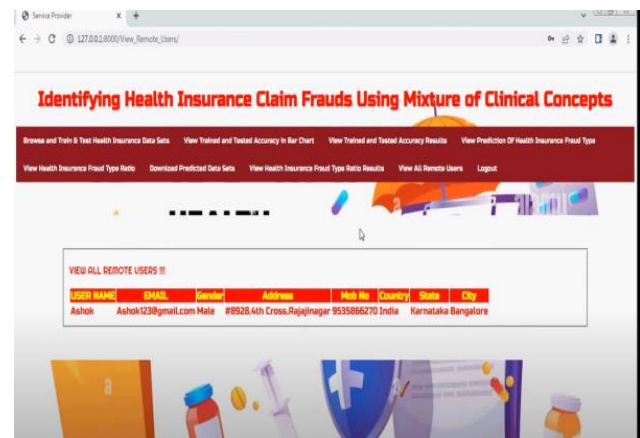 Service Provider
127.0.0.1:8000/View_Remote_Users/
Identifying Health Insurance Claim Frauds Using Mixture of Clinical Concepts
Browse and Train & Test Health Insurance Data Sets View Trained and Tested Accuracy in Bar Chart View Trained and Tested Accuracy Results View Prediction Of Health Insurance Fraud Type
View Health Insurance Fraud Type Ratio Download Predicted Data Sets View Health Insurance Fraud Type Ratio Results View All Remote Users Logout
VIEW ALL REMOTE USERS !!!
USER NAME EMAIL Gender Address Mob No Country State City
Ashok Ashok123@gmail.com Male #8928,4th Cross,Rajajinagar 9535866270 India Karnataka Bangalore